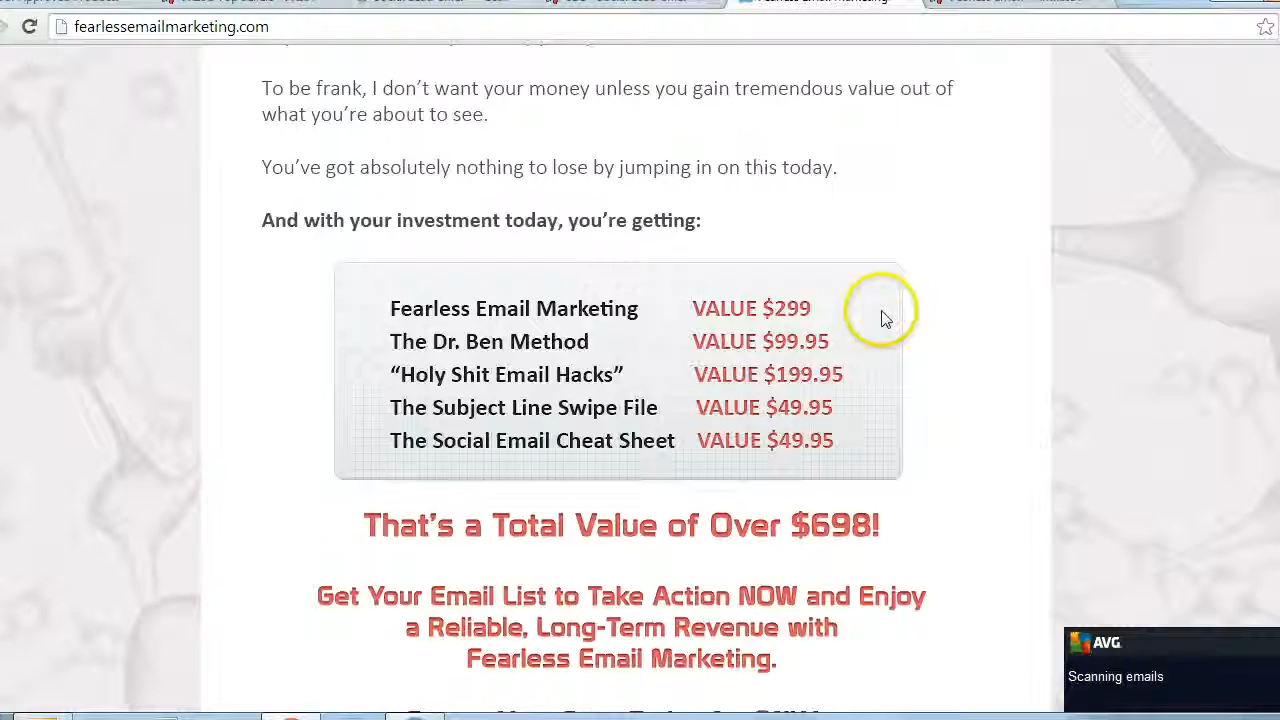 fearlessemailmarketing.com
To be frank, I don't want your money unless you gain tremendous value out of
what you're about to see.
You've got absolutely nothing to lose by jumping in on this today.
And with your investment today, you're getting:
Fearless Email Marketing VALUE $299
The Dr. Ben Method VALUE $99.95
“Holy Shit Email Hacks” VALUE $199.95
The Subject Line Swipe File VALUE $49.95
The Social Email Cheat Sheet VALUE $49.95
That's a Total Value of Over $698!
Get Your Email List to Take Action NOW and Enjoy
a Reliable, Long-Term Revenue with
Fearless Email Marketing.
AVG
Scanning emails